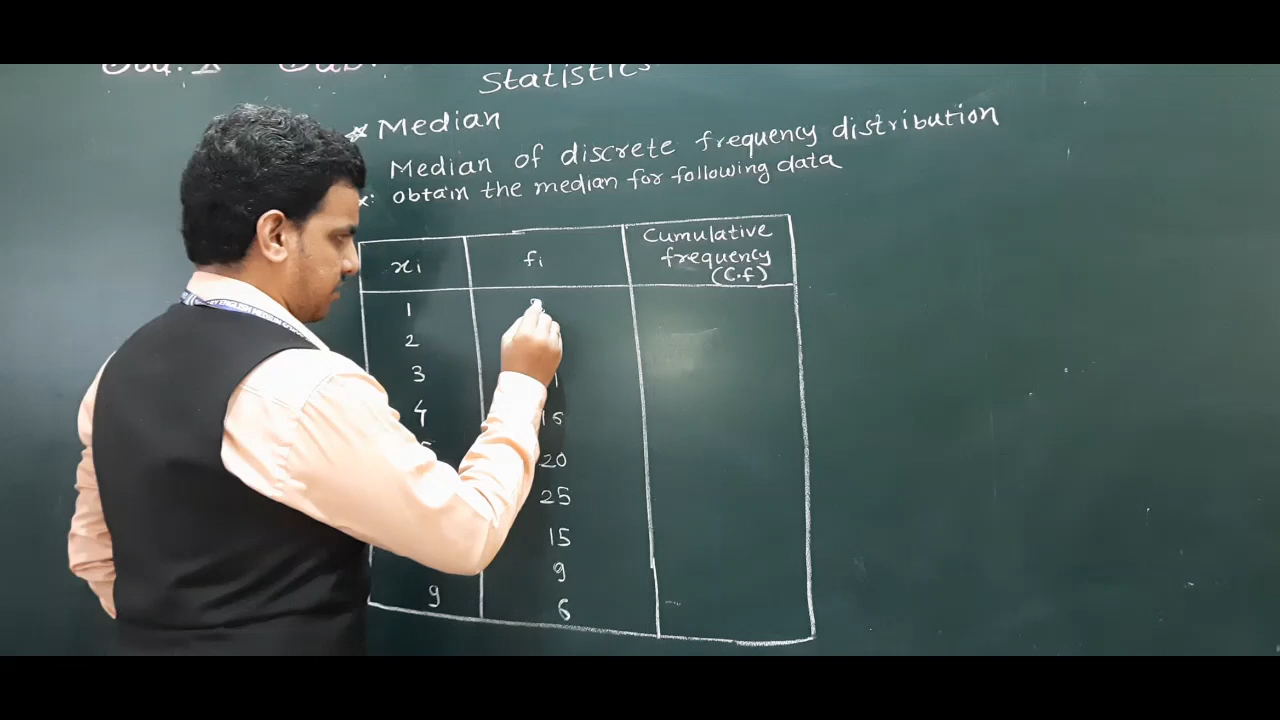 Statistics
* Median
Median of discrete frequency distribution
x: obtain the median for following data
xi fi Cumulative frequency (C.f)
1
2
3
4 15
20
25
15
9
9 6